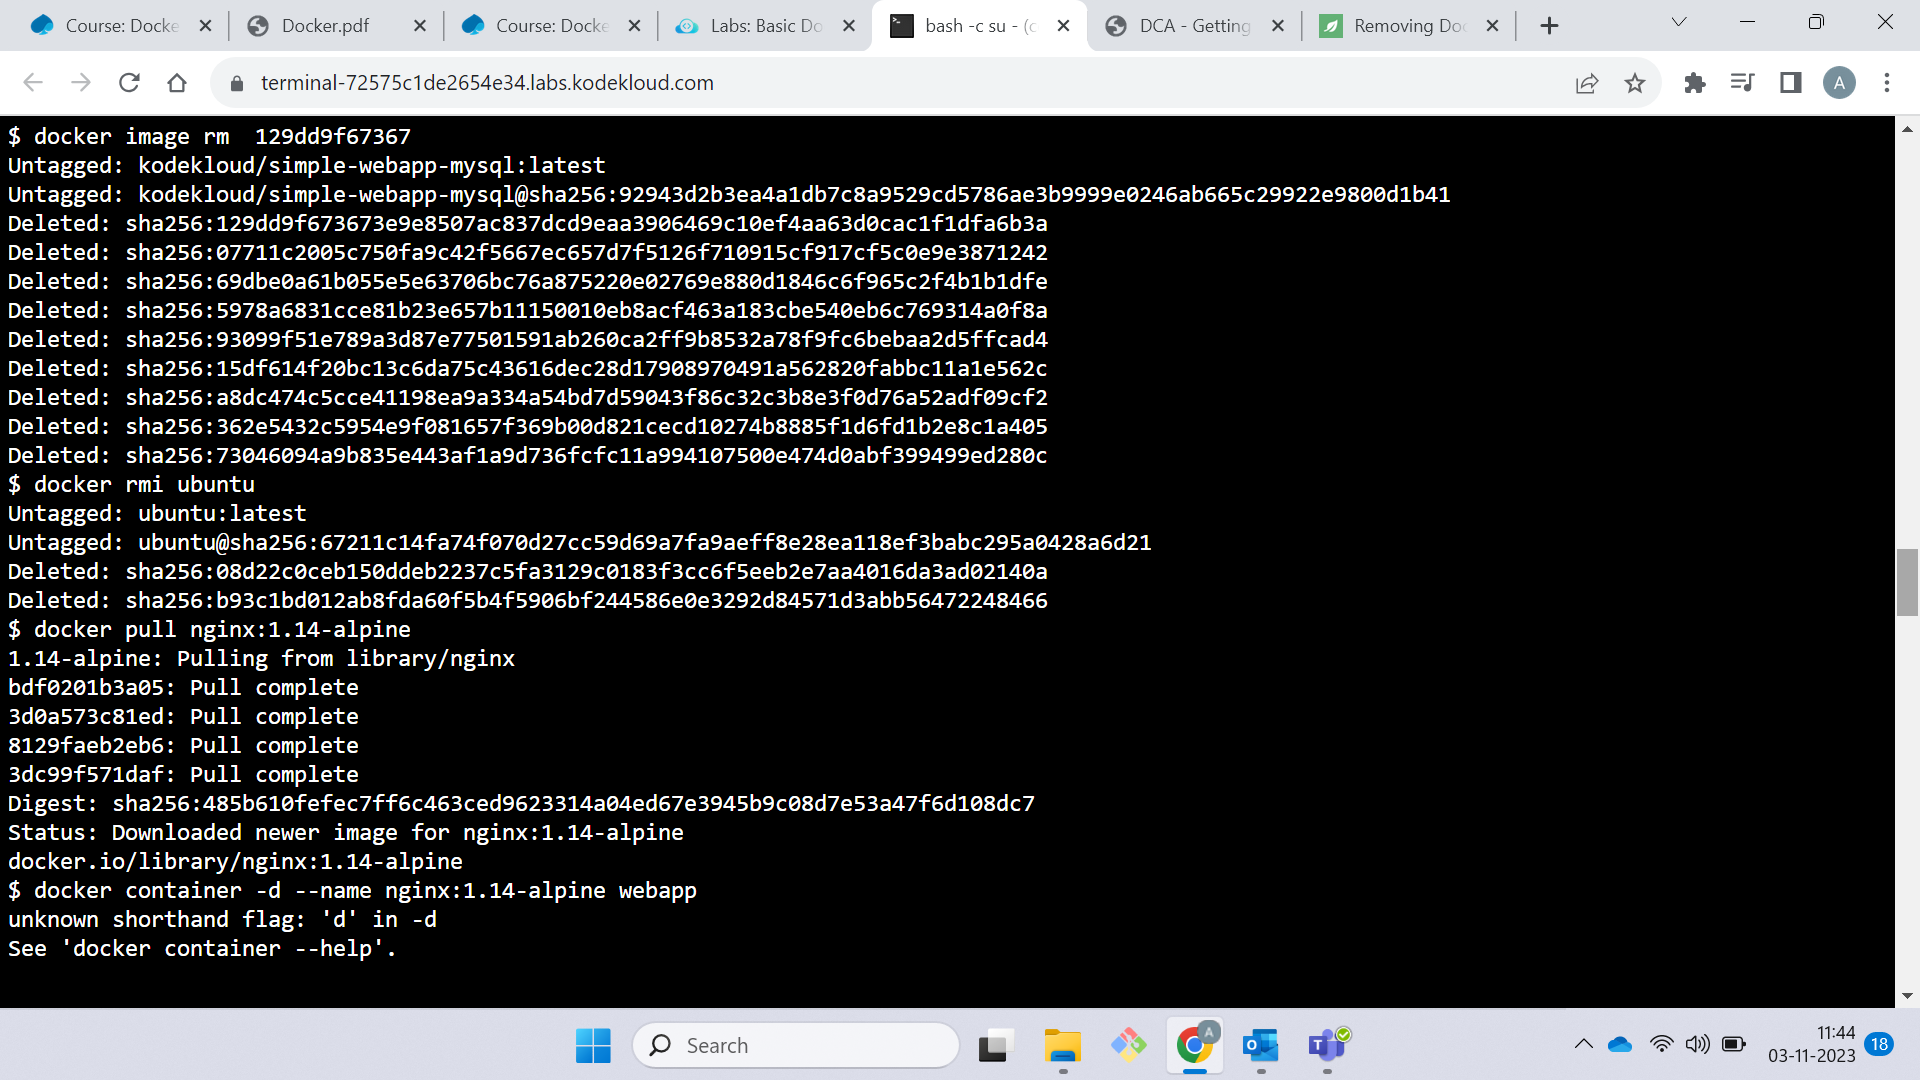 Course: Docke
Docker.pdf
Course: Docke
Labs: Basic Do
bash -c su - (c
DCA - Getting
Removing Doc
terminal-72575c1de2654e34.labs.kodekloud.com
A
$ docker image rm  129dd9f67367
Untagged: kodekloud/simple-webapp-mysql:latest
Untagged: kodekloud/simple-webapp-mysql@sha256:92943d2b3ea4a1db7c8a9529cd5786ae3b9999e0246ab665c29922e9800d1b41
Deleted: sha256:129dd9f673673e9e8507ac837dcd9eaa3906469c10ef4aa63d0cac1f1dfa6b3a
Deleted: sha256:07711c2005c750fa9c42f5667ec657d7f5126f710915cf917cf5c0e9e3871242
Deleted: sha256:69dbe0a61b055e5e63706bc76a875220e02769e880d1846c6f965c2f4b1b1dfe
Deleted: sha256:5978a6831cce81b23e657b11150010eb8acf463a183cbe540eb6c769314a0f8a
Deleted: sha256:93099f51e789a3d87e77501591ab260ca2ff9b8532a78f9fc6bebaa2d5ffcad4
Deleted: sha256:15df614f20bc13c6da75c43616dec28d17908970491a562820fabbc11a1e562c
Deleted: sha256:a8dc474c5cce41198ea9a334a54bd7d59043f86c32c3b8e3f0d76a52adf09cf2
Deleted: sha256:362e5432c5954e9f081657f369b00d821cecd10274b8885f1d6fd1b2e8c1a405
Deleted: sha256:73046094a9b835e443af1a9d736fcfc11a994107500e474d0abf399499ed280c
$ docker rmi ubuntu
Untagged: ubuntu:latest
Untagged: ubuntu@sha256:67211c14fa74f070d27cc59d69a7fa9aeff8e28ea118ef3babc295a0428a6d21
Deleted: sha256:08d22c0ceb150ddeb2237c5fa3129c0183f3cc6f5eeb2e7aa4016da3ad02140a
Deleted: sha256:b93c1bd012ab8fda60f5b4f5906bf244586e0e3292d84571d3abb56472248466
$ docker pull nginx:1.14-alpine
1.14-alpine: Pulling from library/nginx
bdf0201b3a05: Pull complete
3d0a573c81ed: Pull complete
8129faeb2eb6: Pull complete
3dc99f571daf: Pull complete
Digest: sha256:485b610fefec7ff6c463ced9623314a04ed67e3945b9c08d7e53a47f6d108dc7
Status: Downloaded newer image for nginx:1.14-alpine
docker.io/library/nginx:1.14-alpine
$ docker container -d --name nginx:1.14-alpine webapp
unknown shorthand flag: 'd' in -d
See 'docker container --help'.
Search
A
11:44
03-11-2023
18